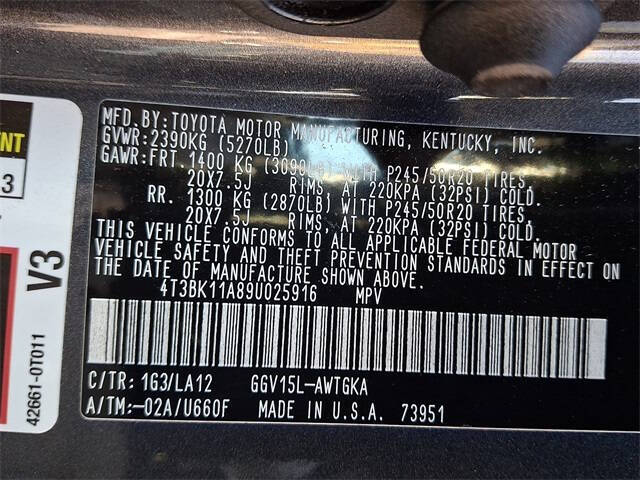 MFD. BY: TOYOTA MOTOR MANUFACTURING, KENTUCKY, INC.
GVWR: 2390KG (5270LB)
GAWR: FRT. 1400 KG (3090LB) WITH P245/50R20 TIRES,
20X7.5J RIMS, AT 220KPA (32PSI) COLD.
RR. 1300 KG (2870LB) WITH P245/50R20 TIRES,
20X7.5J RIMS, AT 220KPA (32PSI) COLD.
THIS VEHICLE CONFORMS TO ALL APPLICABLE FEDERAL MOTOR
VEHICLE SAFETY AND THEFT PREVENTION STANDARDS IN EFFECT ON
THE DATE OF MANUFACTURE SHOWN ABOVE.
4T3BK11A89U025916 MPV
C/TR: 1G3/LA12 GGV15L-AWTGKA
A/TM:-02A/U660F MADE IN U.S.A. 73951
3
V3
42661-0T011